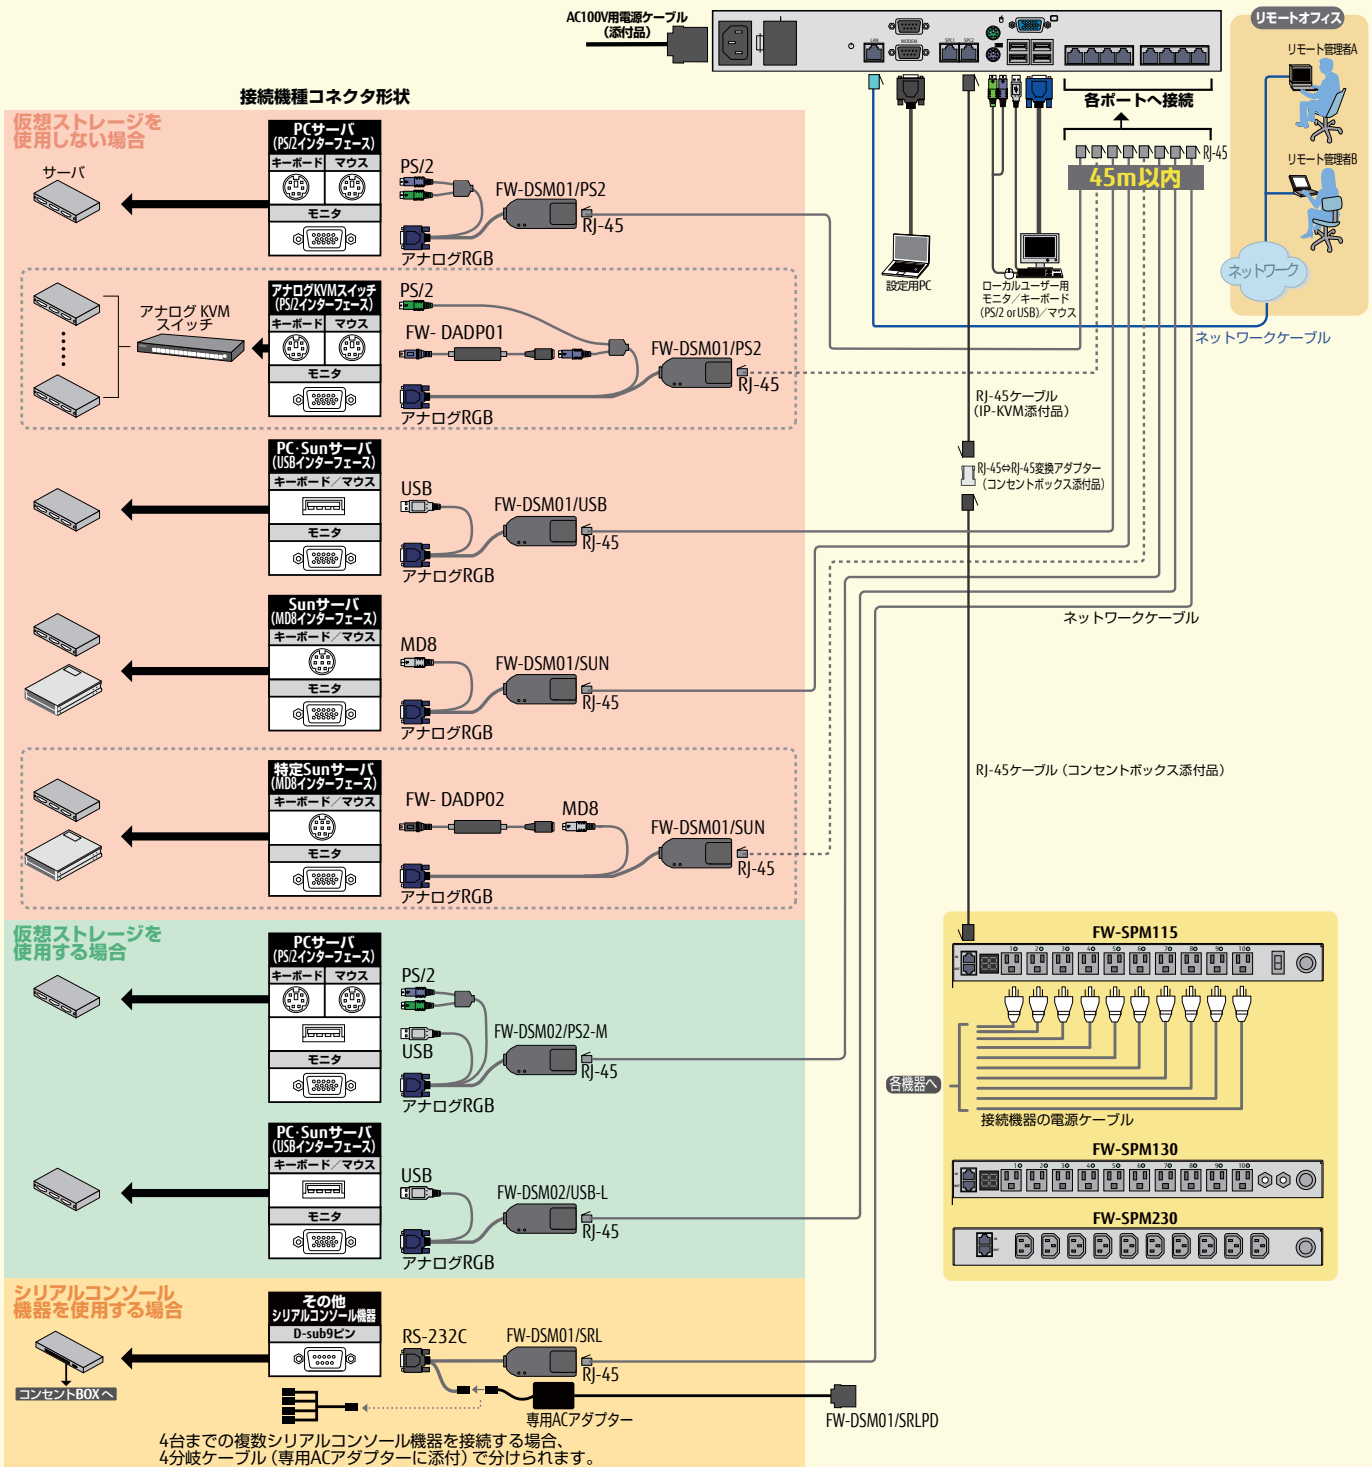 AC100V用電源ケーブル
（添付品）
LAN
MODEM
SPC1
SPC2
リモートオフィス
リモート管理者A
リモート管理者B
ネットワーク
ネットワークケーブル
各ポートへ接続
RJ-45
45m以内
設定用PC
ローカルユーザー用
モニタ／キーボード
(PS/2 or USB)／マウス
接続機種コネクタ形状
仮想ストレージを
使用しない場合
サーバ
PCサーバ
(PS/2インターフェース)
キーボード
マウス
モニタ
PS/2
FW-DSM01/PS2
RJ-45
アナログRGB
アナログ KVM
スイッチ
アナログKVMスイッチ
(PS/2インターフェース)
キーボード
マウス
モニタ
PS/2
FW- DADP01
FW-DSM01/PS2
RJ-45
アナログRGB
RJ-45ケーブル
（IP-KVM添付品）
RJ-45⇔RJ-45変換アダプター
（コンセントボックス添付品）
PC･Sunサーバ
(USBインターフェース)
キーボード／マウス
モニタ
USB
FW-DSM01/USB
RJ-45
アナログRGB
Sunサーバ
(MD8インターフェース)
キーボード／マウス
モニタ
MD8
FW-DSM01/SUN
RJ-45
アナログRGB
ネットワークケーブル
特定Sunサーバ
(MD8インターフェース)
キーボード／マウス
モニタ
FW- DADP02
MD8
FW-DSM01/SUN
RJ-45
アナログRGB
RJ-45ケーブル（コンセントボックス添付品）
仮想ストレージを
使用する場合
PCサーバ
(PS/2インターフェース)
キーボード
マウス
モニタ
PS/2
USB
FW-DSM02/PS2-M
RJ-45
アナログRGB
PC･Sunサーバ
(USBインターフェース)
キーボード／マウス
モニタ
USB
FW-DSM02/USB-L
RJ-45
アナログRGB
FW-SPM115
1 2 3 4 5 6 7 8 9 10
各機器へ
接続機器の電源ケーブル
FW-SPM130
1 2 3 4 5 6 7 8 9 10
FW-SPM230
シリアルコンソール
機器を使用する場合
その他
シリアルコンソール機器
D-sub9ピン
RS-232C
FW-DSM01/SRL
RJ-45
コンセントBOXへ
専用ACアダプター
FW-DSM01/SRLPD
4台までの複数シリアルコンソール機器を接続する場合、
4分岐ケーブル（専用ACアダプターに添付）で分けられます。